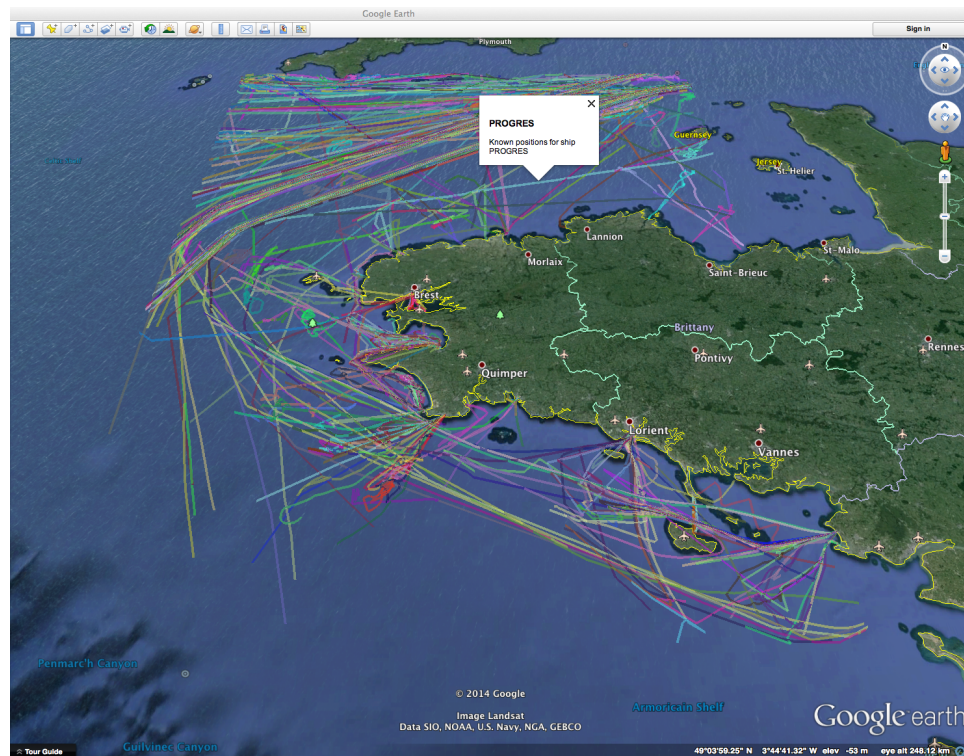 Google Earth
Sign in
Plymouth
N
PROGRES
Known positions for ship
PROGRES
Guernsey
Jersey
St. Helier
Lannion
Morlaix
St-Malo
Saint-Brieuc
Brest
Brittany
Rennes
Pontivy
Quimper
Lorient
Vannes
Penmarc'h Canyon
© 2014 Google
Image Landsat
Data SIO, NOAA, U.S. Navy, NGA, GEBCO
Armoricain Shelf
Google earth
Guilvinec Canyon
Tour Guide
49°03'59.25" N 3°44'41.32" W elev -53 m eye alt 248.12 km